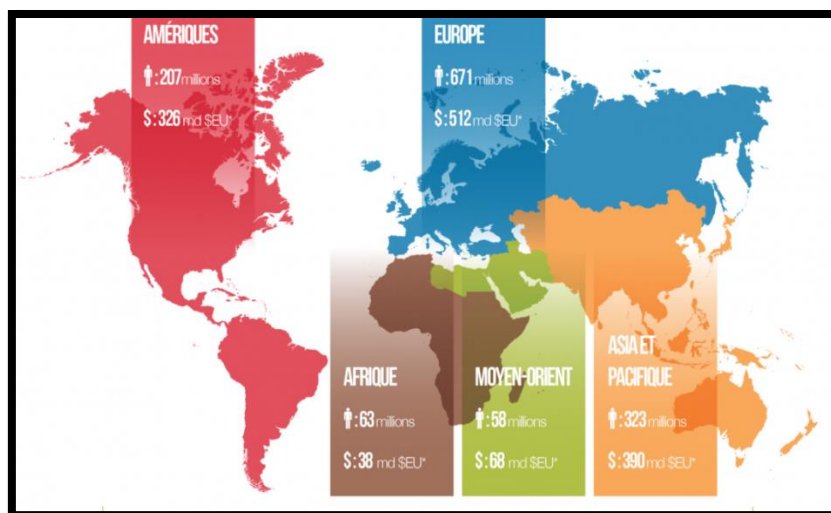 AMÉRIQUES
: 207 millions
$ : 326 md $EU*
EUROPE
: 671 millions
$ : 512 md $EU*
AFRIQUE
: 63 millions
$ : 38 md $EU*
MOYEN-ORIENT
: 58 millions
$ : 68 md $EU*
ASIA ET
PACIFIQUE
: 323 millions
$ : 390 md $EU*